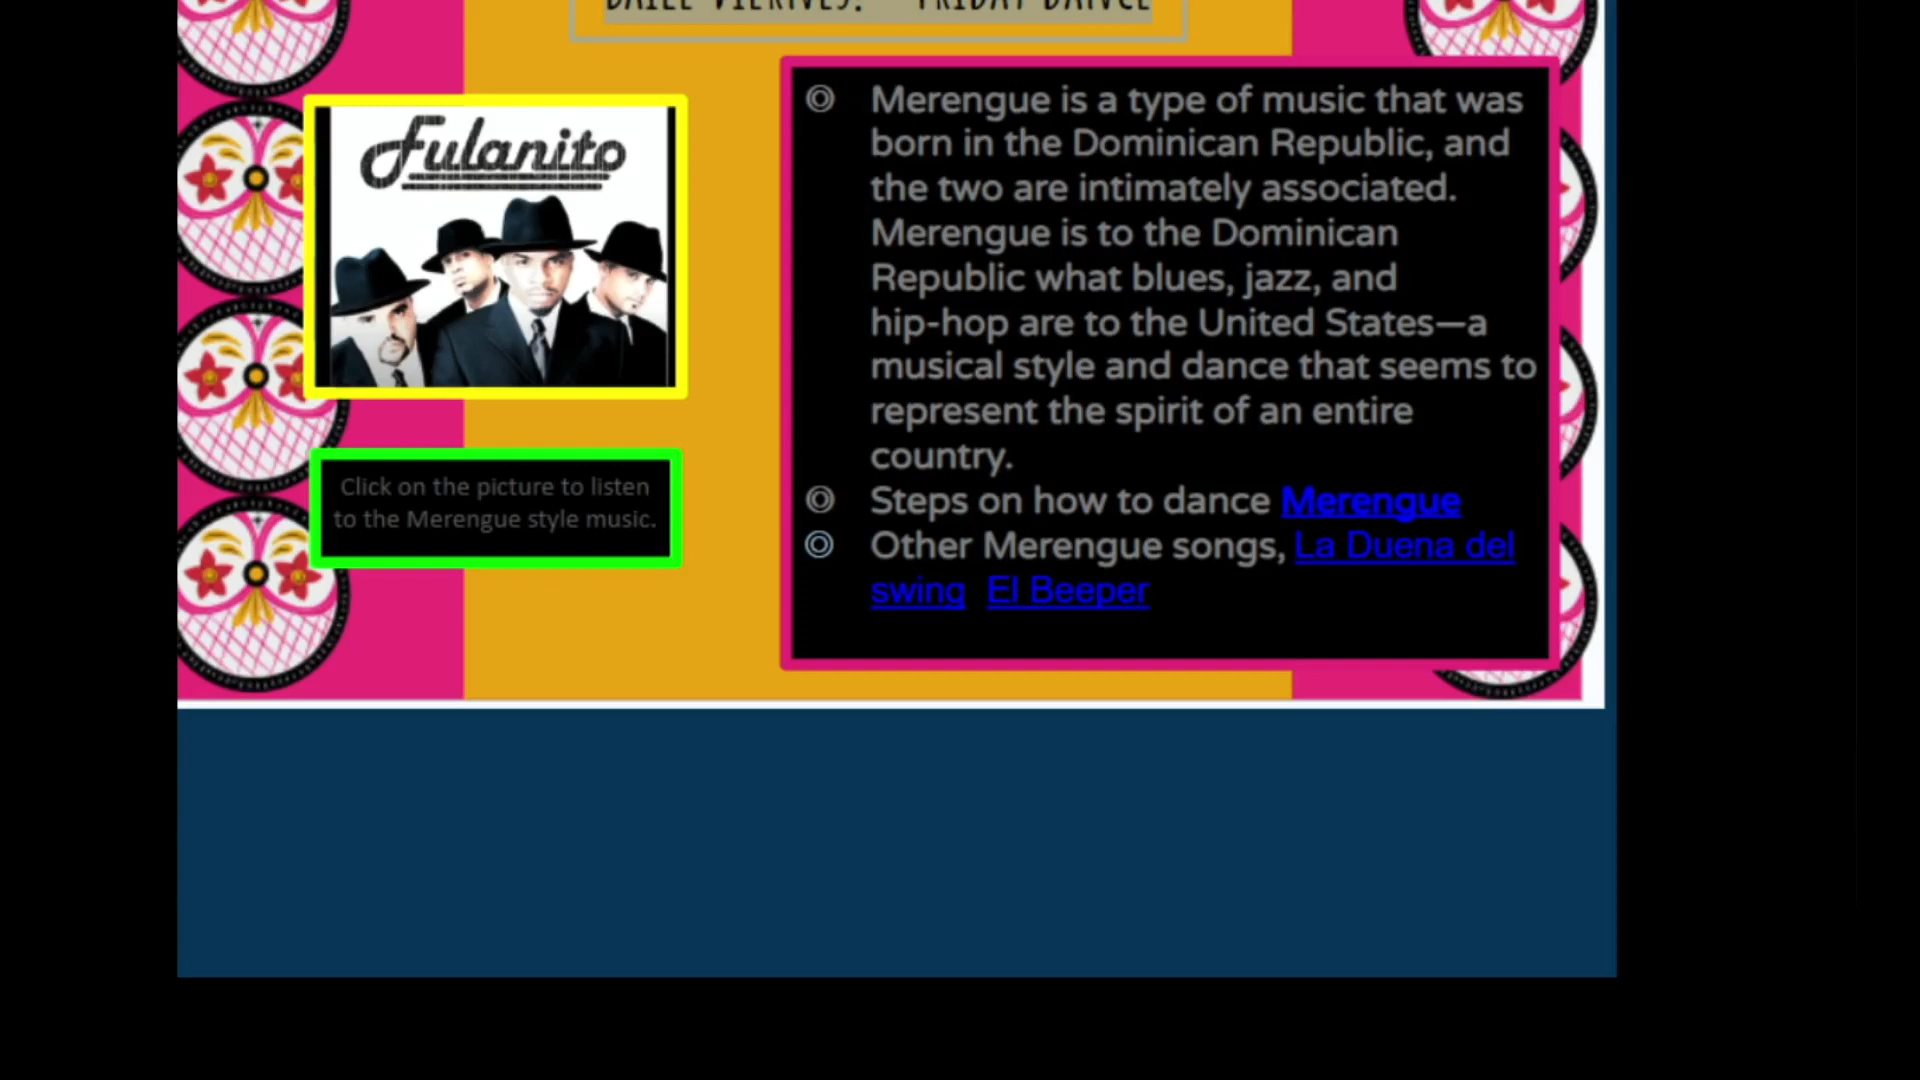 BAILE VIERNES: FRIDAY DANCE
Fulanito
Click on the picture to listen
to the Merengue style music.
Merengue is a type of music that was
born in the Dominican Republic, and
the two are intimately associated.
Merengue is to the Dominican
Republic what blues, jazz, and
hip-hop are to the United States—a
musical style and dance that seems to
represent the spirit of an entire
country.
Steps on how to dance Merengue
Other Merengue songs, La Duena del
swing El Beeper